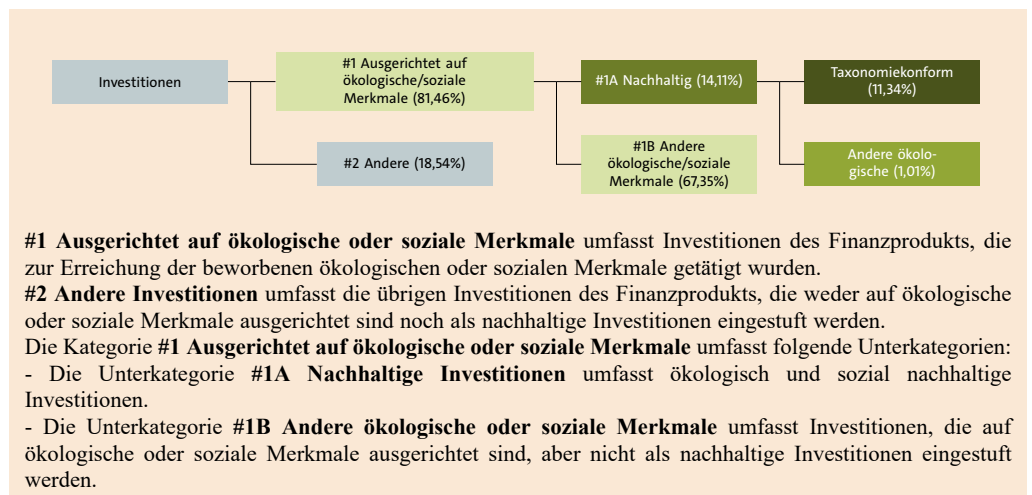 Investitionen
#1 Ausgerichtet auf
ökologische/soziale
Merkmale (81,46%)
#1A Nachhaltig (14,11%)
Taxonomiekonform
(11,34%)
#2 Andere (18,54%)
#1B Andere
ökologische/soziale
Merkmale (67,35%)
Andere ökolo-
gische (1,01%)
#1 Ausgerichtet auf ökologische oder soziale Merkmale umfasst Investitionen des Finanzprodukts, die
zur Erreichung der beworbenen ökologischen oder sozialen Merkmale getätigt wurden.
#2 Andere Investitionen umfasst die übrigen Investitionen des Finanzprodukts, die weder auf ökologische
oder soziale Merkmale ausgerichtet sind noch als nachhaltige Investitionen eingestuft werden.
Die Kategorie #1 Ausgerichtet auf ökologische oder soziale Merkmale umfasst folgende Unterkategorien:
- Die Unterkategorie #1A Nachhaltige Investitionen umfasst ökologisch und sozial nachhaltige
Investitionen.
- Die Unterkategorie #1B Andere ökologische oder soziale Merkmale umfasst Investitionen, die auf
ökologische oder soziale Merkmale ausgerichtet sind, aber nicht als nachhaltige Investitionen eingestuft
werden.